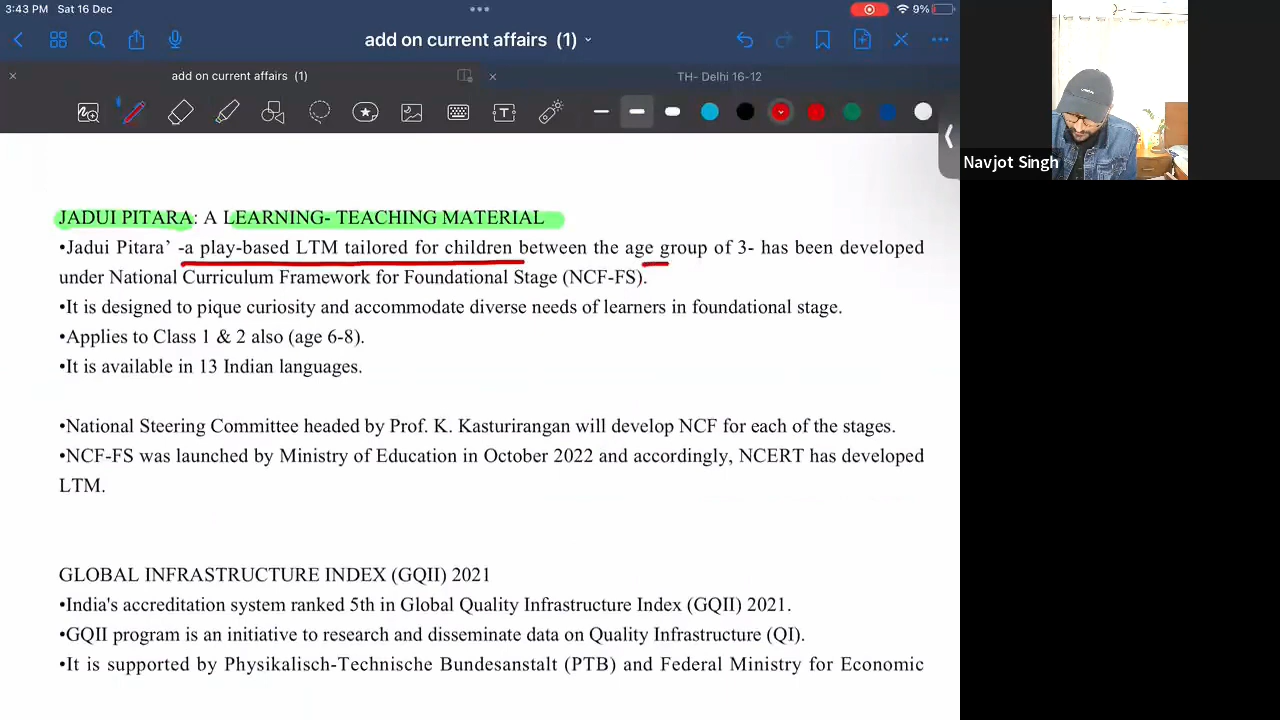 3:43 PM Sat 16 Dec
9%
add on current affairs (1)
add on current affairs (1)
TH- Delhi 16-12
Navjot Singh
JADUI PITARA: A LEARNING- TEACHING MATERIAL
•Jadui Pitara’ -a play-based LTM tailored for children between the age group of 3- has been developed
under National Curriculum Framework for Foundational Stage (NCF-FS).
•It is designed to pique curiosity and accommodate diverse needs of learners in foundational stage.
•Applies to Class 1 & 2 also (age 6-8).
•It is available in 13 Indian languages.
•National Steering Committee headed by Prof. K. Kasturirangan will develop NCF for each of the stages.
•NCF-FS was launched by Ministry of Education in October 2022 and accordingly, NCERT has developed
LTM.
GLOBAL INFRASTRUCTURE INDEX (GQII) 2021
•India's accreditation system ranked 5th in Global Quality Infrastructure Index (GQII) 2021.
•GQII program is an initiative to research and disseminate data on Quality Infrastructure (QI).
•It is supported by Physikalisch-Technische Bundesanstalt (PTB) and Federal Ministry for Economic